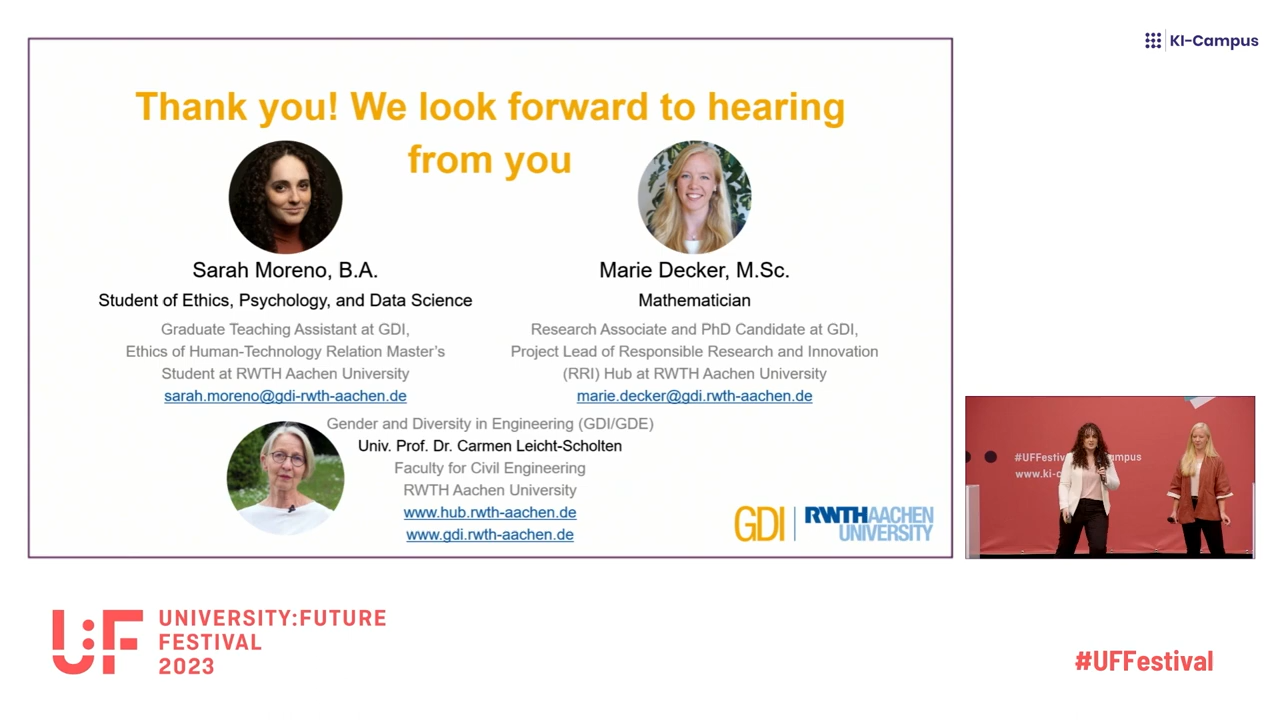 KI-Campus
Thank you! We look forward to hearing
from you
Sarah Moreno, B.A.
Student of Ethics, Psychology, and Data Science
Graduate Teaching Assistant at GDI,
Ethics of Human-Technology Relation Master's
Student at RWTH Aachen University
sarah.moreno@gdi-rwth-aachen.de
Marie Decker, M.Sc.
Mathematician
Research Associate and PhD Candidate at GDI,
Project Lead of Responsible Research and Innovation
(RRI) Hub at RWTH Aachen University
marie.decker@gdi.rwth-aachen.de
Gender and Diversity in Engineering (GDI/GDE)
Univ. Prof. Dr. Carmen Leicht-Scholten
Faculty for Civil Engineering
RWTH Aachen University
www.hub.rwth-aachen.de
www.gdi.rwth-aachen.de
GDI
RWTHAACHEN
UNIVERSITY
U:F
UNIVERSITY:FUTURE
FESTIVAL
2023
#UFFestival